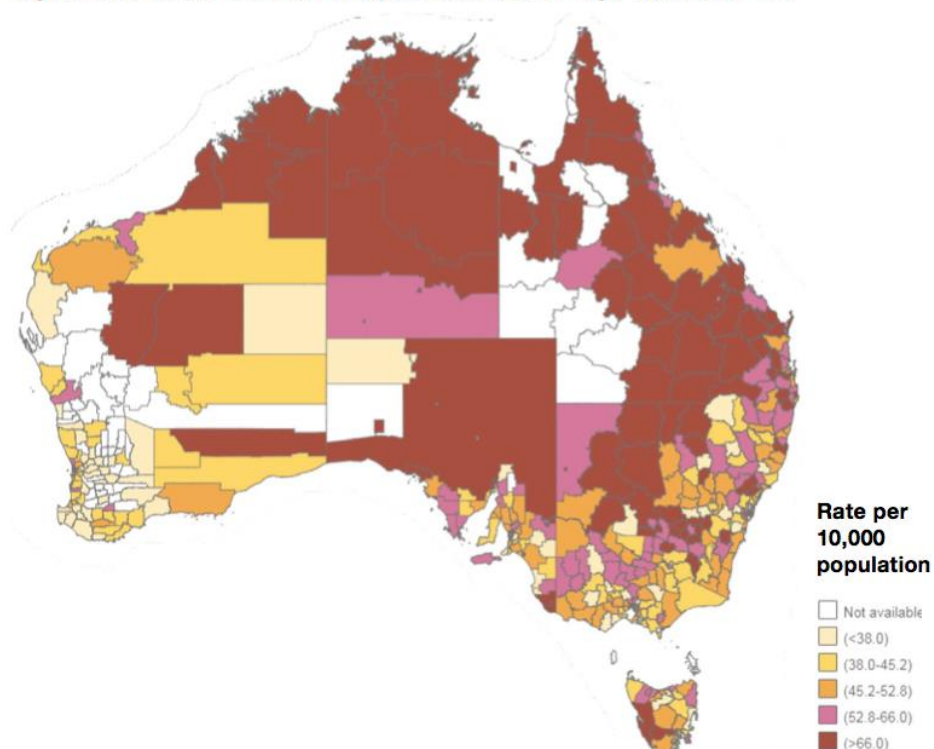 Rate per
10,000
population
Not available
(<38.0)
(38.0-45.2)
(45.2-52.8)
(52.8-66.0)
(>66.0)